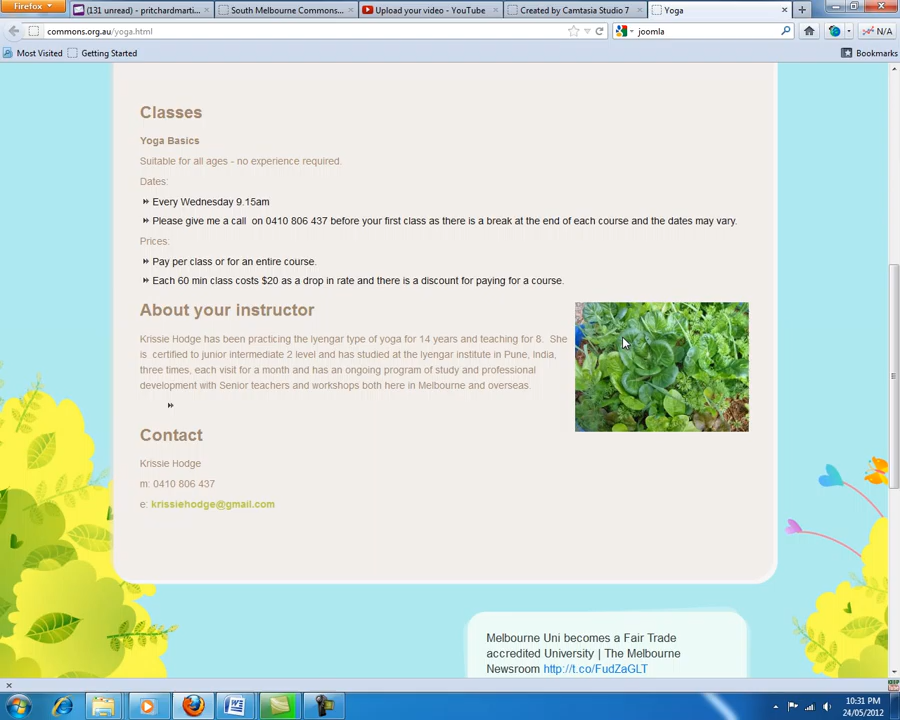 Firefox
(131 unread) - pritchardmarti...
South Melbourne Commons...
Upload your video - YouTube
Created by Camtasia Studio 7
Yoga
commons.org.au/yoga.html
joomla
N/A
Most Visited
Getting Started
Bookmarks
Classes
Yoga Basics
Suitable for all ages - no experience required.
Dates:
Every Wednesday 9.15am
Please give me a call on 0410 806 437 before your first class as there is a break at the end of each course and the dates may vary.
Prices:
Pay per class or for an entire course.
Each 60 min class costs $20 as a drop in rate and there is a discount for paying for a course.
About your instructor
Krissie Hodge has been practicing the Iyengar type of yoga for 14 years and teaching for 8. She
is certified to junior intermediate 2 level and has studied at the Iyengar institute in Pune, India,
three times, each visit for a month and has an ongoing program of study and professional
development with Senior teachers and workshops both here in Melbourne and overseas.
Contact
Krissie Hodge
m: 0410 806 437
e: krissiehodge@gmail.com
Melbourne Uni becomes a Fair Trade
accredited University | The Melbourne
Newsroom http://t.co/FudZaGLT
10:31 PM
24/05/2012